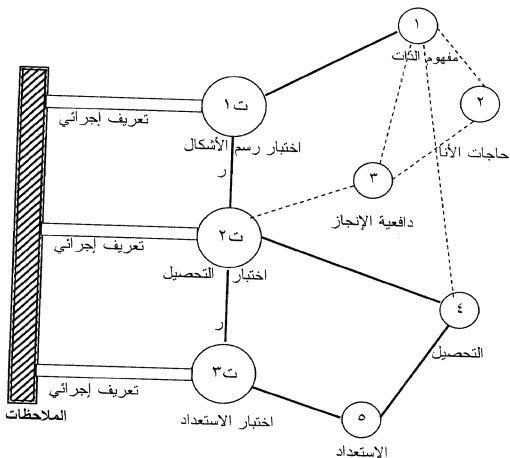 ١
مفهوم الذات
ت١
تعريف إجرائي
٢
اختبار رسم الأشكال
حاجات الأنا
ر
٣
دافعية الإنجاز
ت٢
تعريف إجرائي
اختبار التحصيل
٤
ر
التحصيل
ت٣
تعريف إجرائي
الملاحظات
اختبار الاستعداد
٥
الاستعداد